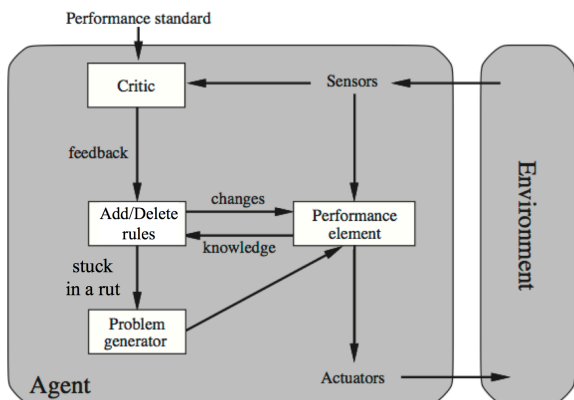 Performance standard
Critic
Sensors
feedback
changes
Add/Delete
rules
Performance
element
knowledge
stuck
in a rut
Problem
generator
Agent
Actuators
Environment